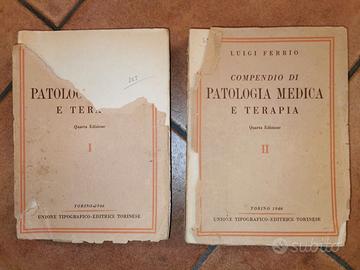 PATOLO
E TERA
Quarta Edizione
I
TORINO 1946
UNIONE TIPOGRAFICO-EDITRICE TORINESE
LUIGI FERRIO
COMPENDIO DI
PATOLOGIA MEDICA
E TERAPIA
Quarta Edizione
II
TORINO 1946
UNIONE TIPOGRAFICO-EDITRICE TORINESE
subito